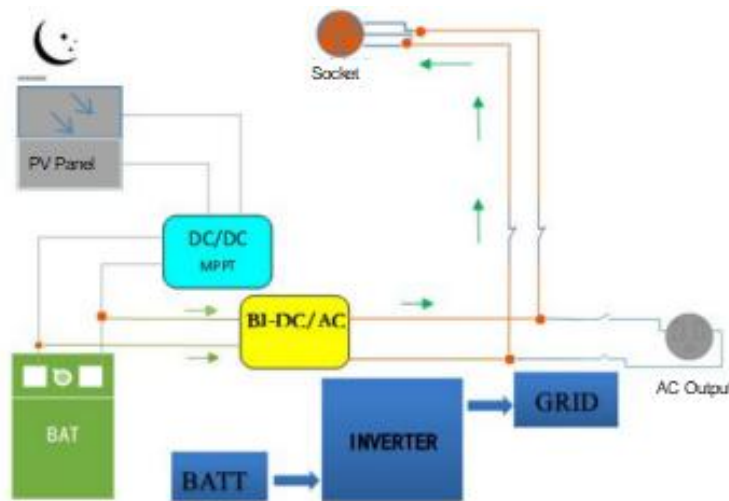 Socket
PV Panel
DC/DC
MPPT
BI-DC/AC
AC Output
BAT
BATT
INVERTER
GRID